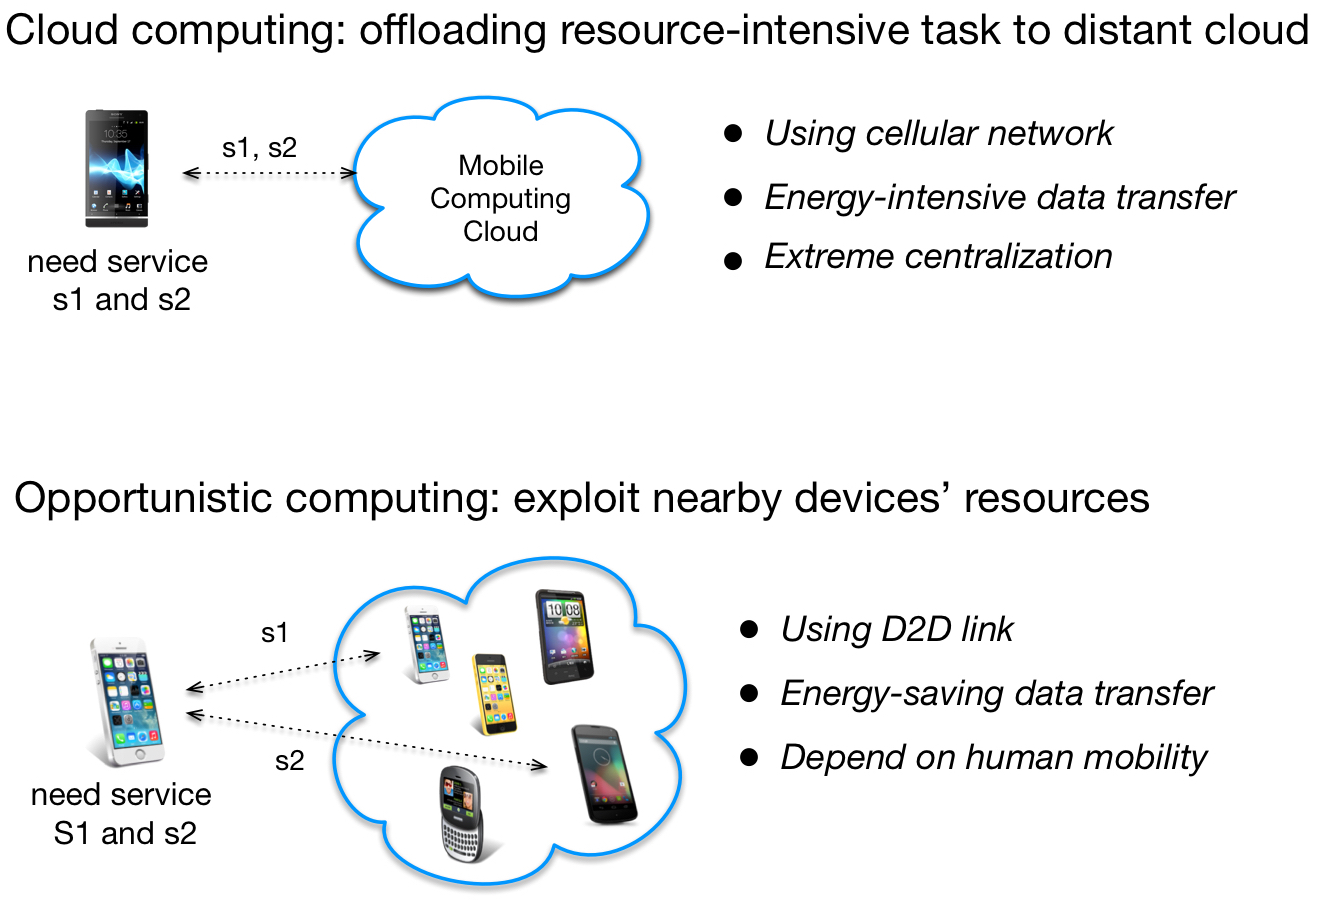 Cloud computing: offloading resource-intensive task to distant cloud
10:35
s1, s2
need service
s1 and s2
Mobile
Computing
Cloud
● Using cellular network
● Energy-intensive data transfer
● Extreme centralization
Opportunistic computing: exploit nearby devices’ resources
s1
s2
need service
S1 and s2
10:08
● Using D2D link
● Energy-saving data transfer
● Depend on human mobility